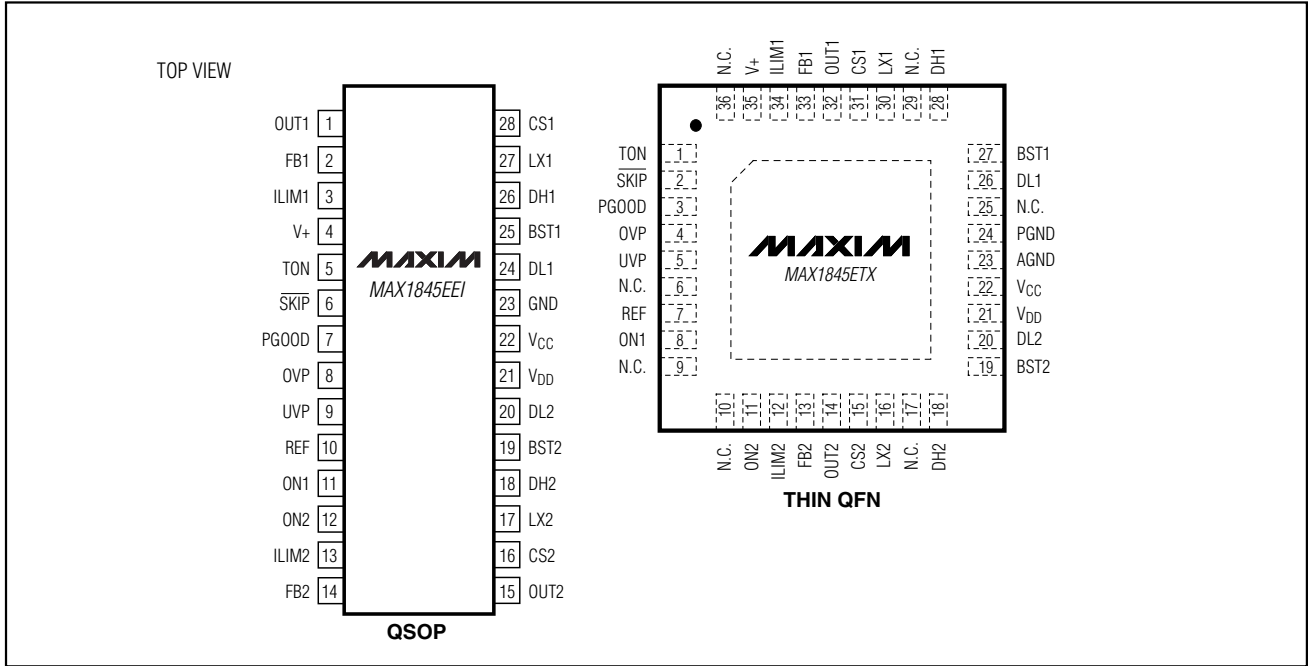 TOP VIEW
OUT1 1
FB1 2
ILIM1 3
V+ 4
TON 5
SKIP 6
PGOOD 7
OVP 8
UVP 9
REF 10
ON1 11
ON2 12
ILIM2 13
FB2 14
MAXIM
MAX1845EEI
28 CS1
27 LX1
26 DH1
25 BST1
24 DL1
23 GND
22 VCC
21 VDD
20 DL2
19 BST2
18 DH2
17 LX2
16 CS2
15 OUT2
QSOP
N.C. V+ ILIM1 FB1 OUT1 CS1 LX1 N.C. DH1
36 35 34 33 32 31 30 29 28
TON 1
SKIP 2
PGOOD 3
OVP 4
UVP 5
N.C. 6
REF 7
ON1 8
N.C. 9
MAXIM
MAX1845ETX
27 BST1
26 DL1
25 N.C.
24 PGND
23 AGND
22 VCC
21 VDD
20 DL2
19 BST2
10 11 12 13 14 15 16 17 18
N.C. ON2 ILIM2 FB2 OUT2 CS2 LX2 N.C. DH2
THIN QFN